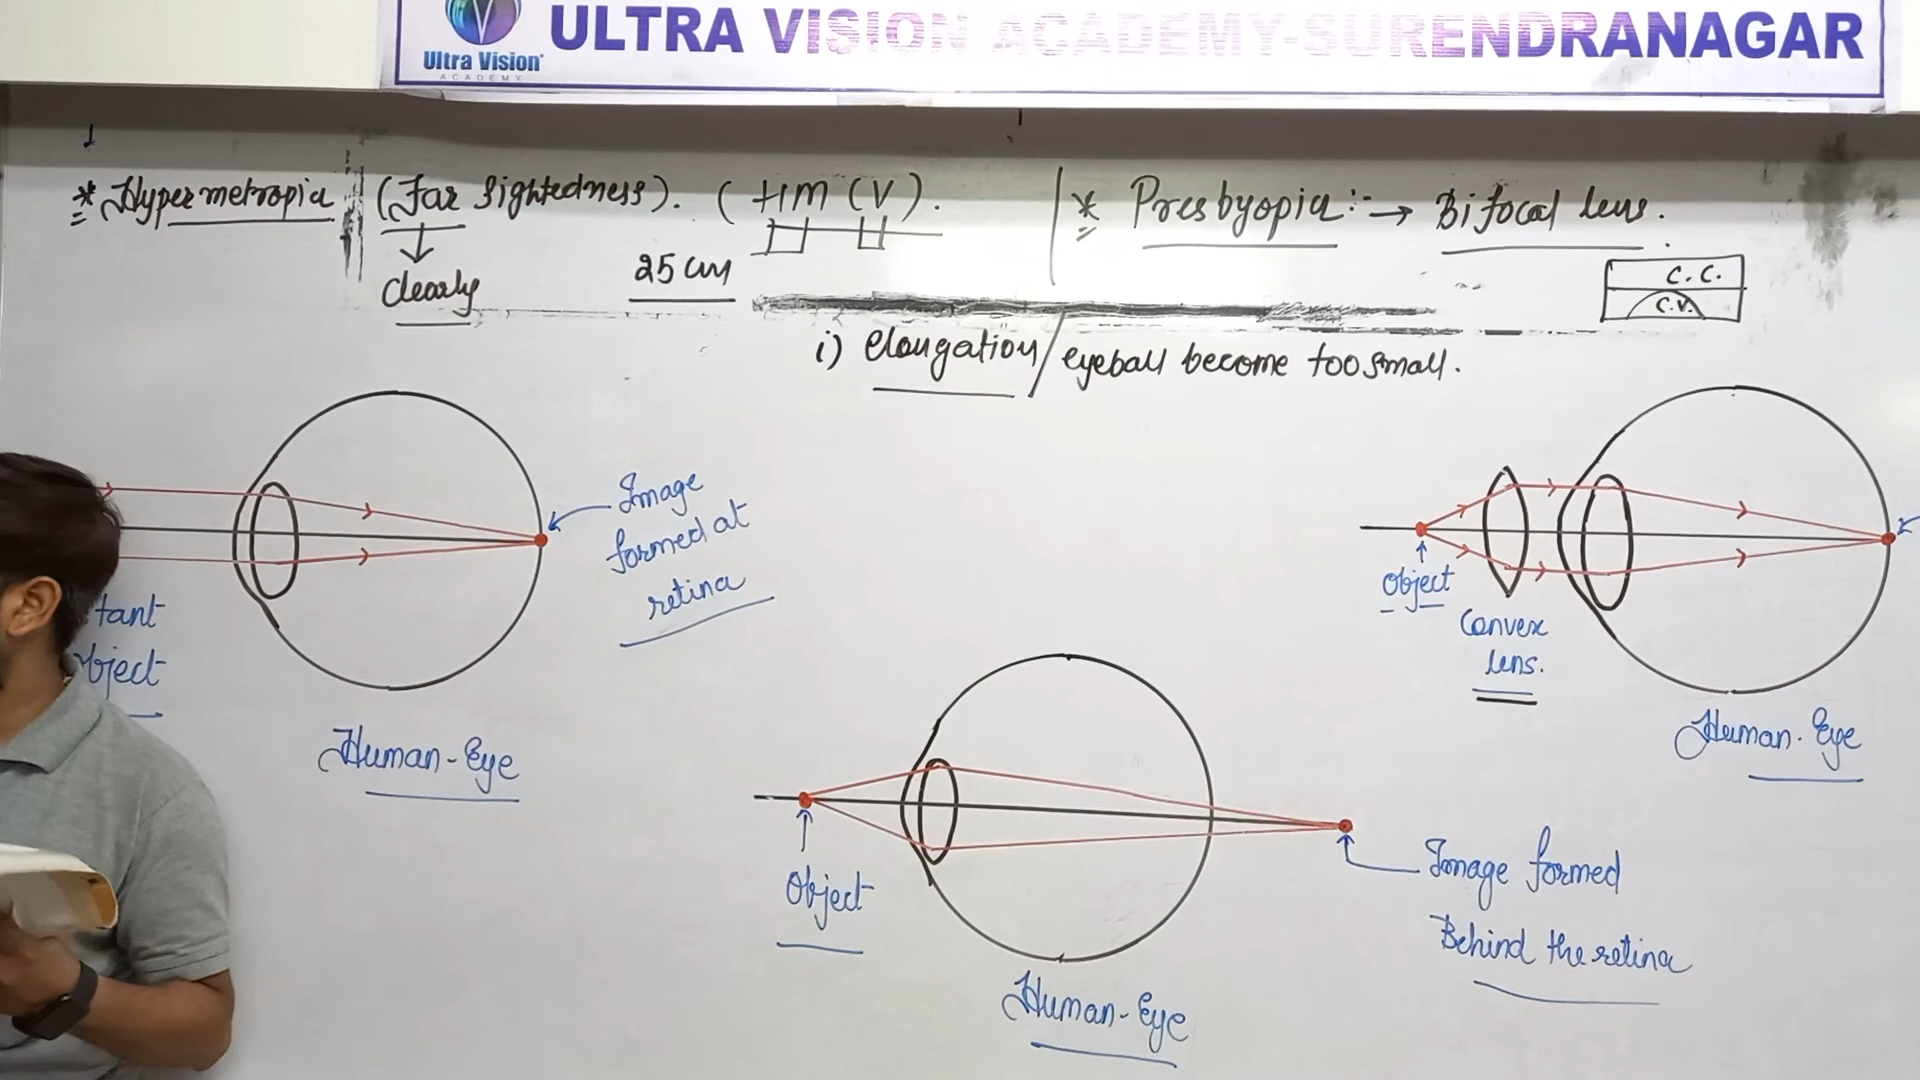 ULTRA VISION ACADEMY-SURENDRANAGAR
Ultra Vision
ACADEMY
* Hypermetropia (Far sightedness). (HM (V).
clearly
25 cm
* Presbyopia :- → Bifocal lens.
C.C.
C.V.
i) elongation/eyeball become too small.
Image
formed at
retina
tant
bject
Human-Eye
Object
Human-Eye
Image formed
Behind the retina
Object
Convex
lens.
Human-Eye